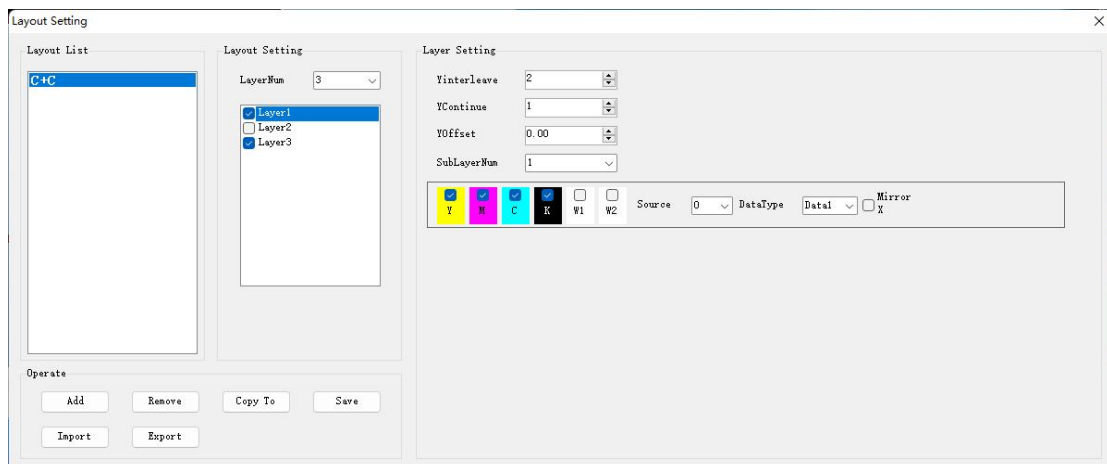 Layout Setting
Layout List
C+C
Layout Setting
LayerNum 3
Layer1
Layer2
Layer3
Layer Setting
Yinterleave 2
YContinue 1
YOffset 0.00
SubLayerNum 1
Y M C K W1 W2 Source 0 DataType Data1 Mirror X
Operate
Add Remove Copy To Save
Import Export